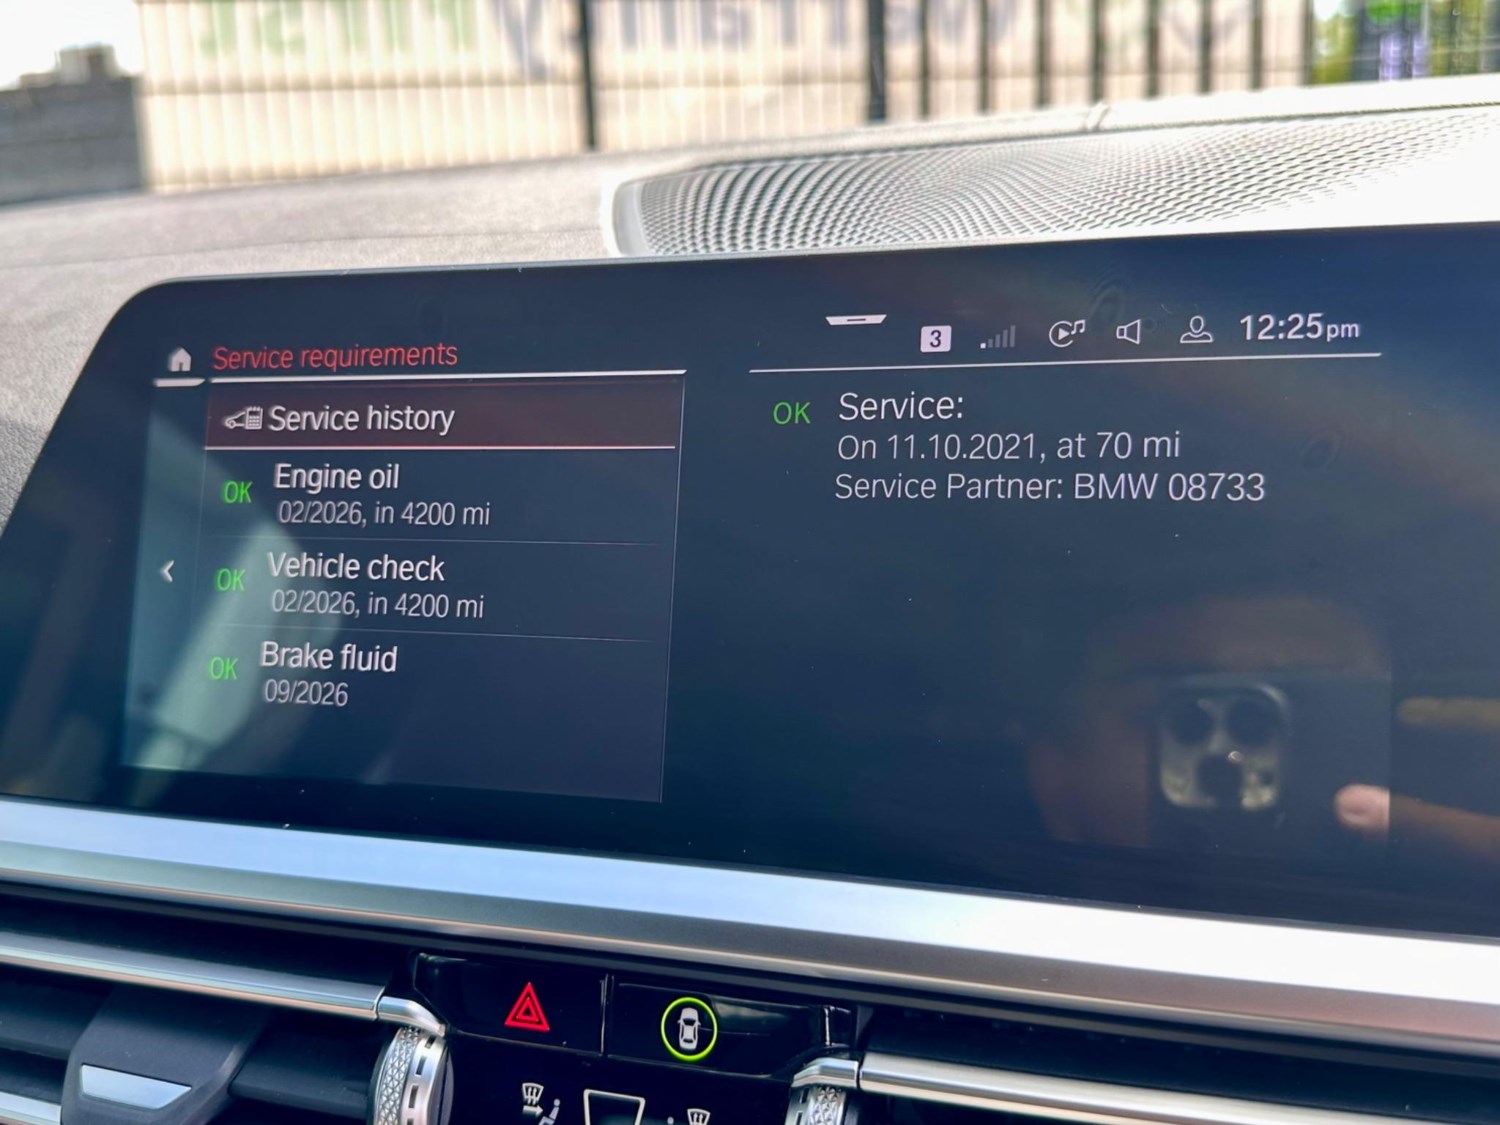 3
12:25pm
Service requirements
Service history
OK
Engine oil
02/2026, in 4200 mi
OK
Vehicle check
02/2026, in 4200 mi
OK
Brake fluid
09/2026
OK
Service:
On 11.10.2021, at 70 mi
Service Partner: BMW 08733